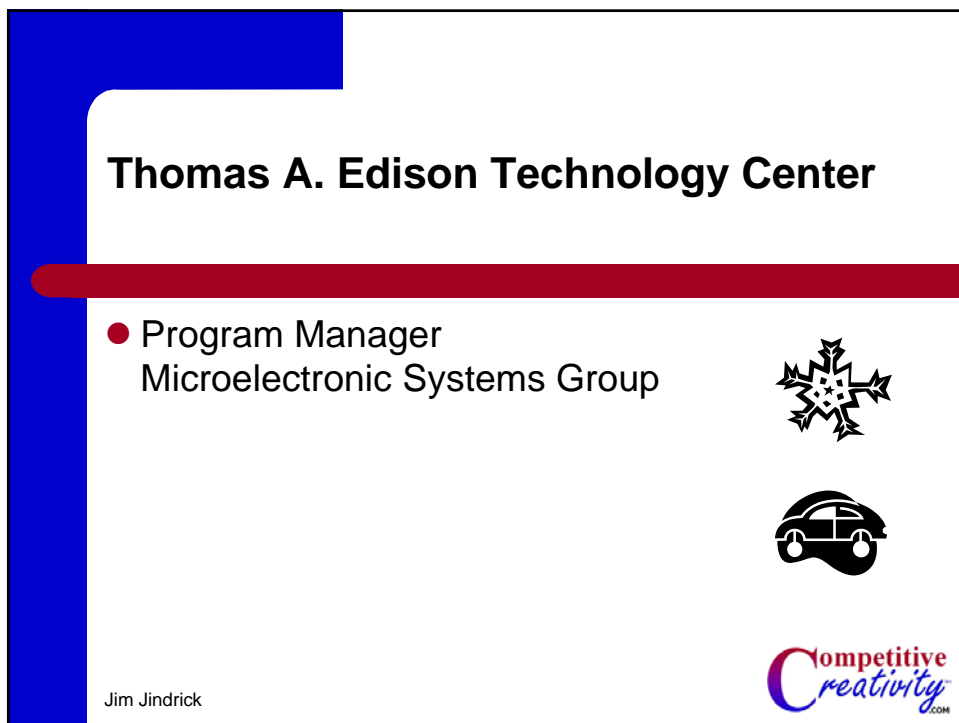 Thomas A. Edison Technology Center
Program Manager
Microelectronic Systems Group
Jim Jindrick
Competitive
Creativity
.COM